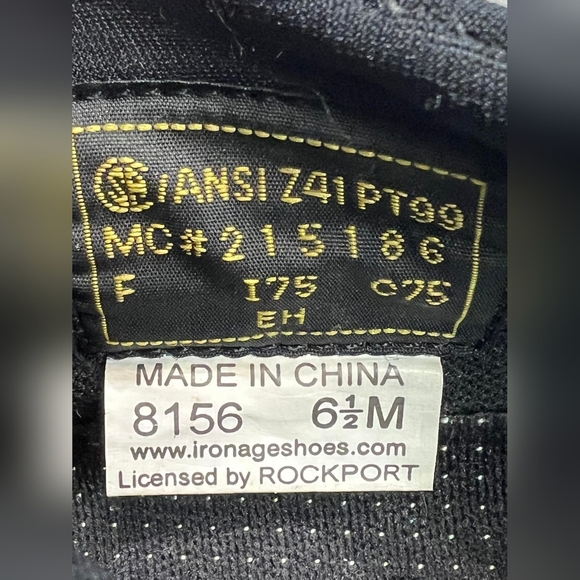 /ANSI Z41 PT99
MC# 215186
F I75 C75
EH
MADE IN CHINA
8156 6½M
www.ironageshoes.com
Licensed by ROCKPORT